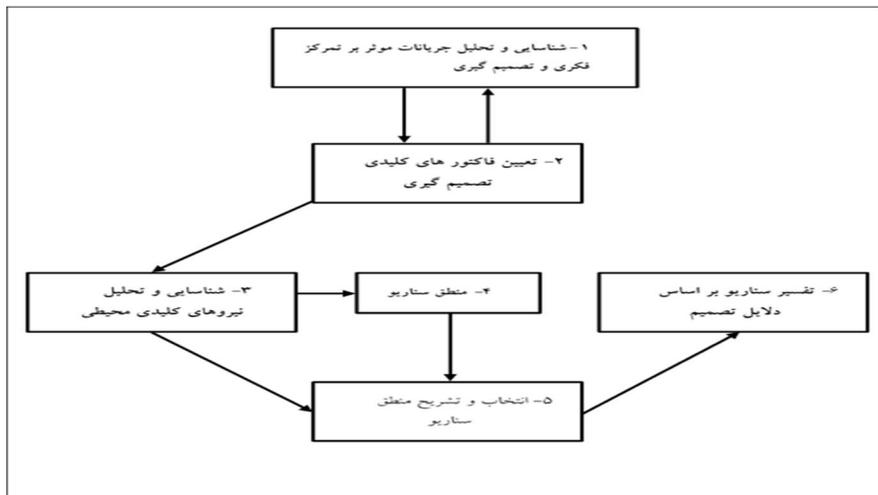 ۱-شناسایی و تحلیل جریانات موثر بر تمرکز
فکری و تصمیم گیری
۲- تعیین فاکتور های کلیدی
تصمیم گیری
۳- شناسایی و تحلیل
نیروهای کلیدی محیطی
۴- منطق سناریو
۶- تفسیر سناریو بر اساس
دلایل تصمیم
۵- انتخاب و تشریح منطق
سناریو